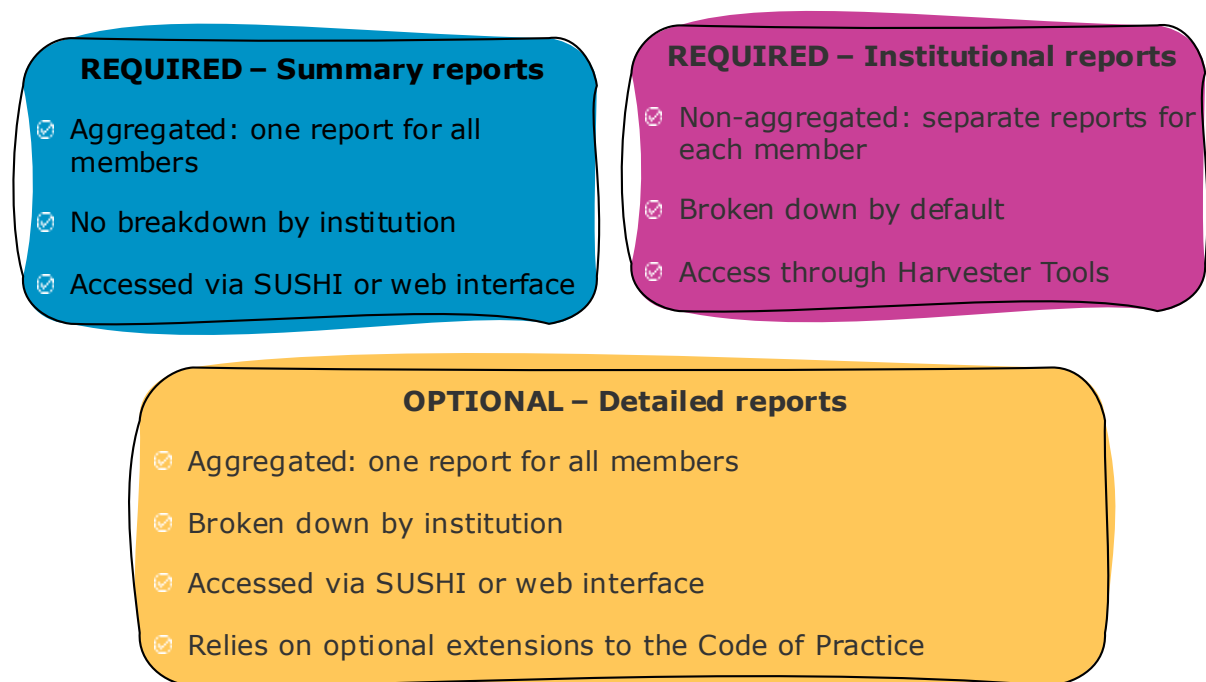 REQUIRED – Summary reports
Aggregated: one report for all
members
No breakdown by institution
Accessed via SUSHI or web interface
REQUIRED – Institutional reports
Non-aggregated: separate reports for
each member
Broken down by default
Access through Harvester Tools
OPTIONAL – Detailed reports
Aggregated: one report for all members
Broken down by institution
Accessed via SUSHI or web interface
Relies on optional extensions to the Code of Practice